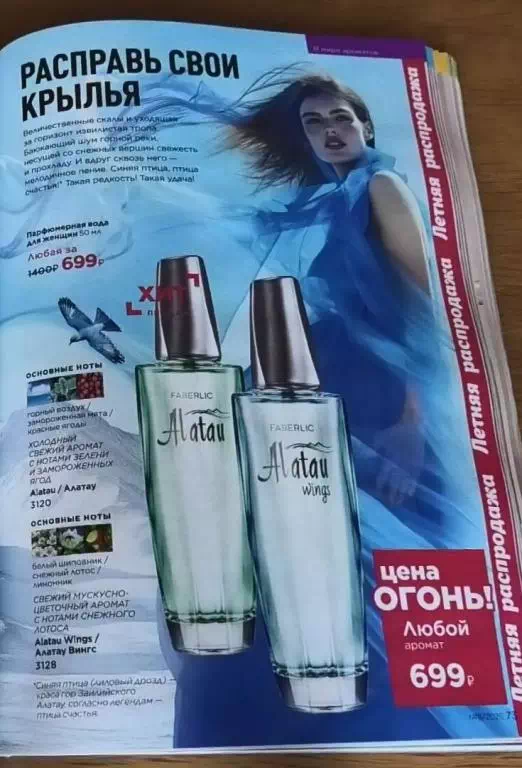 В мире ароматов
РАСПРАВЬ СВОИ
КРЫЛЬЯ
Величественные скалы и уходящая
за горизонт извилистая тропа.
Баюкающий шум горной реки,
несущей со снежных вершин свежесть
и прохладу. И вдруг сквозь него —
мелодичное пение. Синяя птица, птица
счастья!* Такая редкость! Такая удача!
Парфюмерная вода
для женщин 50 мл
Любая за
1400₽ 699₽
ХИТ
ОСНОВНЫЕ НОТЫ
горный воздух /
замороженная мята /
красные ягоды
ХОЛОДНЫЙ
СВЕЖИЙ АРОМАТ
С НОТАМИ ЗЕЛЕНИ
И ЗАМОРОЖЕННЫХ
ЯГОД
Alatau / Алатау
3120
ОСНОВНЫЕ НОТЫ
белый шиповник /
снежный лотос /
лимонник
СВЕЖИЙ МУСКУСНО-
ЦВЕТОЧНЫЙ АРОМАТ
С НОТАМИ СНЕЖНОГО
ЛОТОСА
Alatau Wings /
Алатау Вингс
3128
*Синяя птица (лиловый дрозд) —
краса гор Заилийского
Алатау, согласно легендам —
птица счастья.
FABERLIC
Alatau
FABERLIC
Alatau
wings
цена
ОГОНЬ!
Любой
аромат
699₽
Летняя распродажа
Летняя распродажа
Летняя распродажа
Летняя распродажа